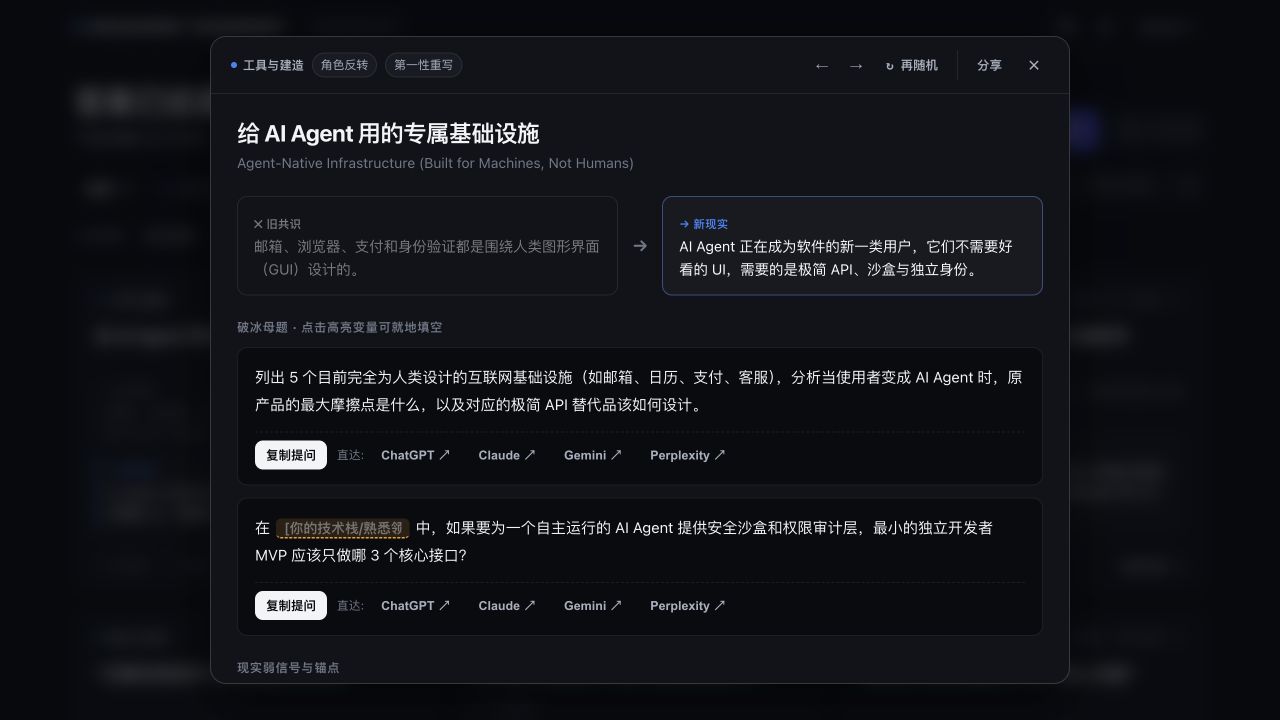 工具与建造 角色反转 第一性重写 ← → ↻ 再随机 分享 ✕
给 AI Agent 用的专属基础设施
Agent-Native Infrastructure (Built for Machines, Not Humans)
✕ 旧共识
邮箱、浏览器、支付和身份验证都是围绕人类图形界面
（GUI）设计的。
→
→ 新现实
AI Agent 正在成为软件的新一类用户，它们不需要好
看的 UI，需要的是极简 API、沙盒与独立身份。
破冰母题 · 点击高亮变量可就地填空
列出 5 个目前完全为人类设计的互联网基础设施（如邮箱、日历、支付、客服），分析当使用者变成 AI Agent 时，原
产品的最大摩擦点是什么，以及对应的极简 API 替代品该如何设计。
复制提问 直达: ChatGPT ↗ Claude ↗ Gemini ↗ Perplexity ↗
在 [你的技术栈/熟悉领 中，如果要为一个自主运行的 AI Agent 提供安全沙盒和权限审计层，最小的独立开发者
MVP 应该只做哪 3 个核心接口？
复制提问 直达: ChatGPT ↗ Claude ↗ Gemini ↗ Perplexity ↗
现实弱信号与锚点